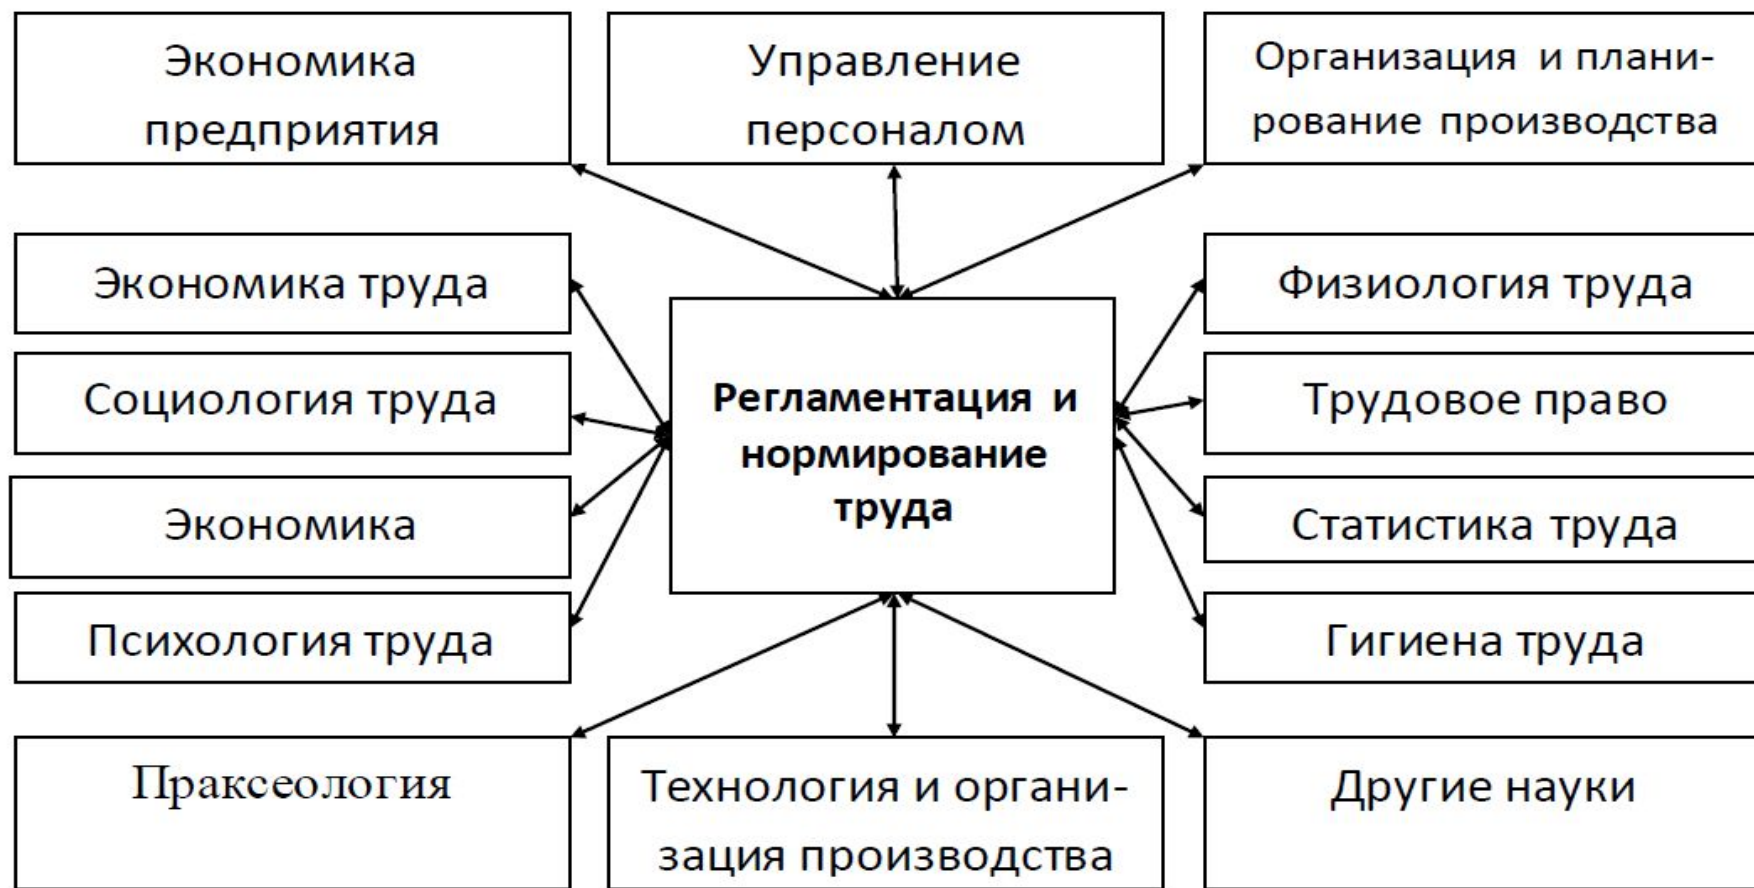 Экономика
предприятия
Управление
персоналом
Организация и плани-
рование производства
Экономика труда
Физиология труда
Социология труда
Регламентация и
нормирование
труда
Трудовое право
Экономика
Статистика труда
Психология труда
Гигиена труда
Праксеология
Технология и органи-
зация производства
Другие науки